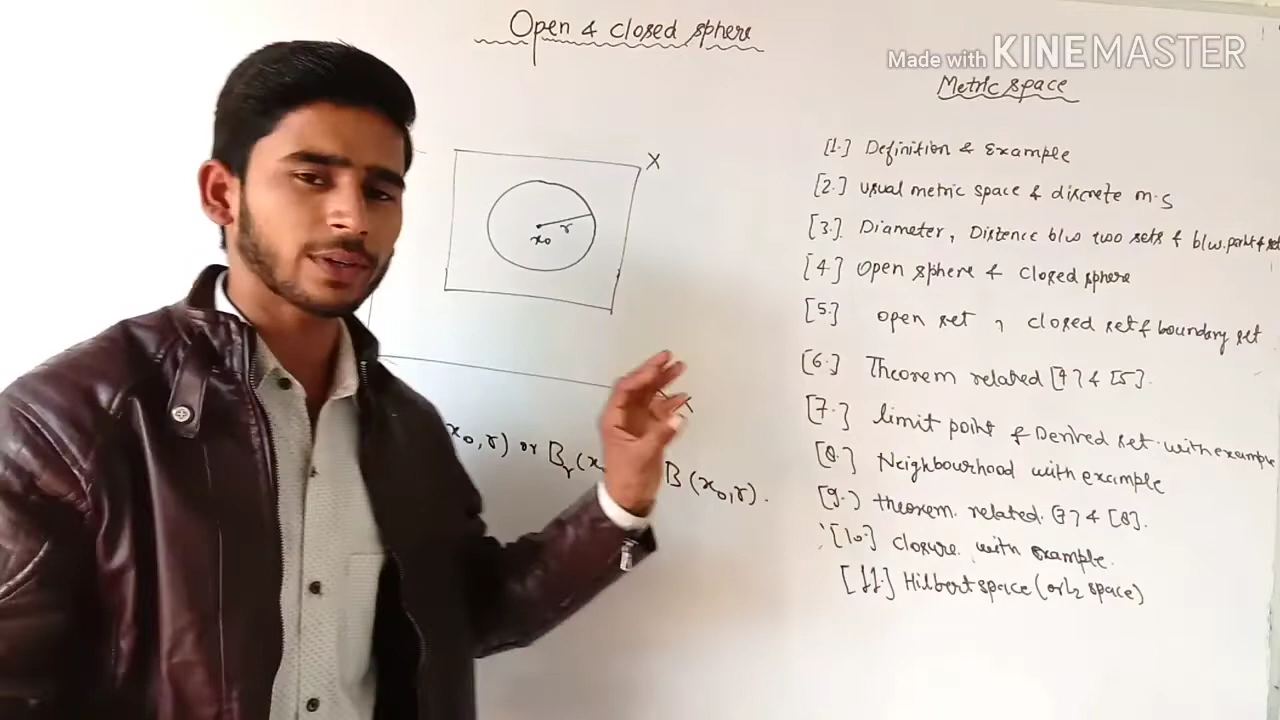 Open & closed sphere
Made with KINEMASTER
Metric space
X
r
x₀
X
x₀, r) or Bᵣ(x₀ B(x₀, r).
[1.] Definition & Example
[2.] usual metric space & discrete m.s
[3.] Diameter, Distence b/w two sets & b/w. point & set
[4.] Open sphere & Closed sphere
[5.] open set, closed set & boundary set
[6.] Theorem related [4] & [5].
[7.] limit point & Derived set. with example
[8.] Neighbourhood with example
[9.] theorem related. [7] & [8].
[10.] Closure with example.
[11.] Hilbert space (or l₂ space)